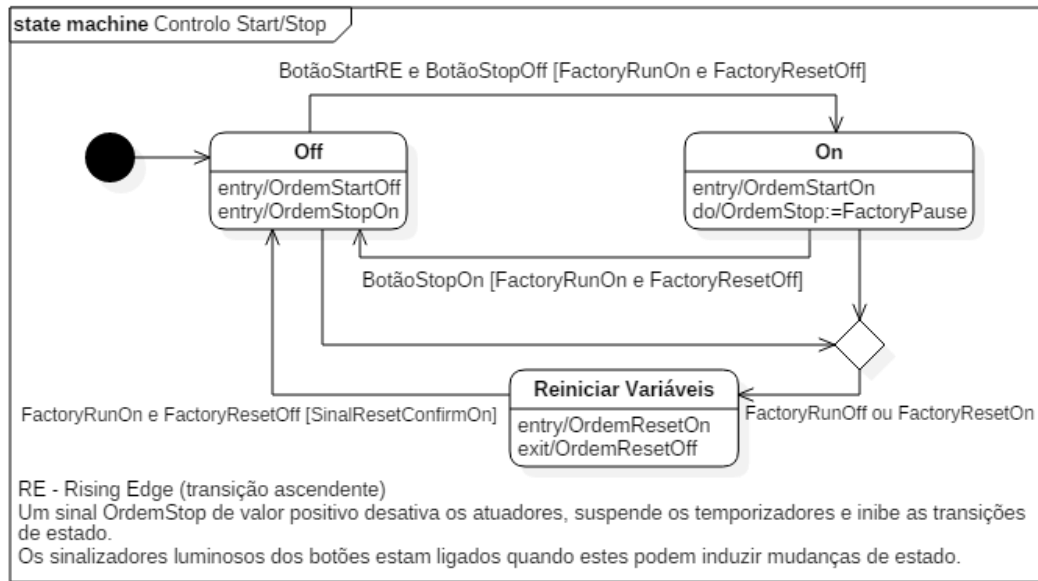 state machine Controlo Start/Stop
BotãoStartRE e BotãoStopOff [FactoryRunOn e FactoryResetOff]
Off
entry/OrdemStartOff
entry/OrdemStopOn
On
entry/OrdemStartOn
do/OrdemStop:=FactoryPause
BotãoStopOn [FactoryRunOn e FactoryResetOff]
Reiniciar Variáveis
entry/OrdemResetOn
exit/OrdemResetOff
FactoryRunOn e FactoryResetOff [SinalResetConfirmOn]
FactoryRunOff ou FactoryResetOn
RE - Rising Edge (transição ascendente)
Um sinal OrdemStop de valor positivo desativa os atuadores, suspende os temporizadores e inibe as transições
de estado.
Os sinalizadores luminosos dos botões estam ligados quando estes podem induzir mudanças de estado.